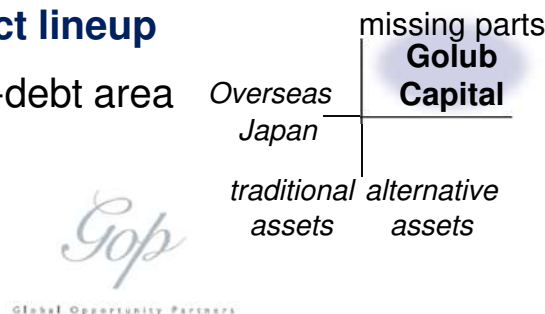 ct lineup
-debt area
missing parts
Golub
Capital
Overseas
Japan
traditional alternative
assets assets
Gop
Global Opportunity Partners